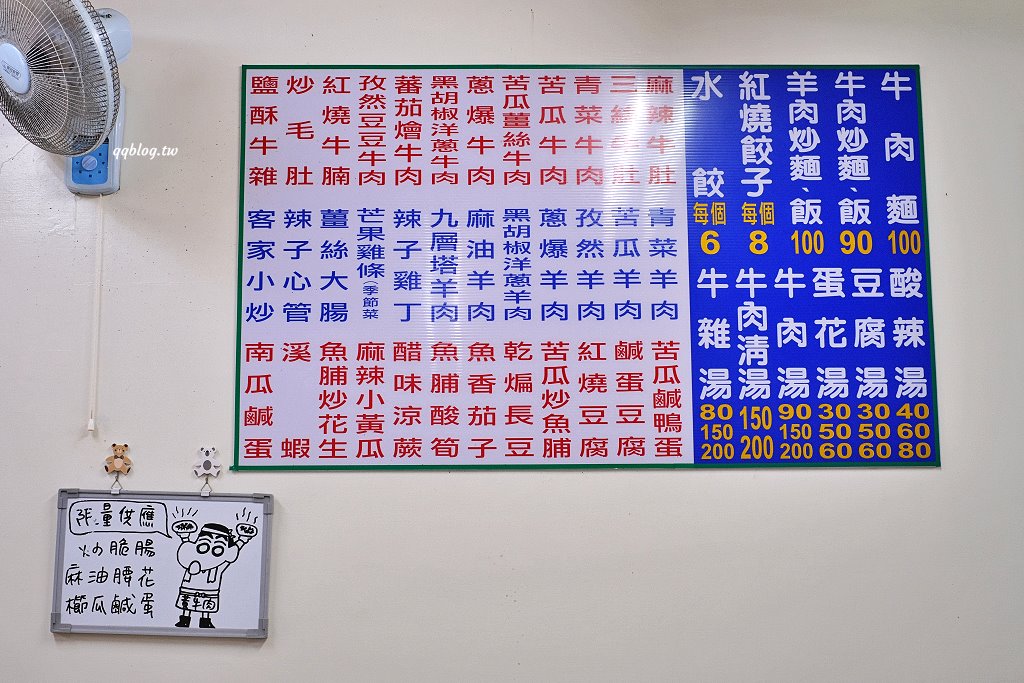 牛肉麵 100
牛肉炒麵、飯 90
羊肉炒麵、飯 100
紅燒餃子 每個 8
水餃 每個 6
酸辣湯 40 60 80
豆腐湯 30 50 60
蛋花湯 30 50 60
牛肉湯 90 150 200
牛肉清湯 150 200
牛雜湯 80 150 200
麻辣牛肚
三絲牛肚
青菜牛肉
苦瓜牛肉
苦瓜薑絲牛肉
蔥爆牛肉
黑胡椒洋蔥牛肉
蕃茄燴牛肉
孜然豆豆牛肉
紅燒牛腩
炒毛肚
鹽酥牛雜
青菜羊肉
苦瓜羊肉
孜然羊肉
蔥爆羊肉
黑胡椒洋蔥羊肉
麻油羊肉
九層塔羊肉
辣子雞丁
芒果雞條(季節菜
薑絲大腸
辣子心管
客家小炒
苦瓜鹹鴨蛋
鹹蛋豆腐
紅燒豆腐
苦瓜炒魚脯
乾煸長豆
魚香茄子
魚脯酸筍
醋味涼蕨
麻辣小黃瓜
魚脯炒花生
溪蝦
南瓜鹹蛋
qqblog.tw
限量供應
火的脆腸
麻油腰花
櫛瓜鹹蛋
牛肉